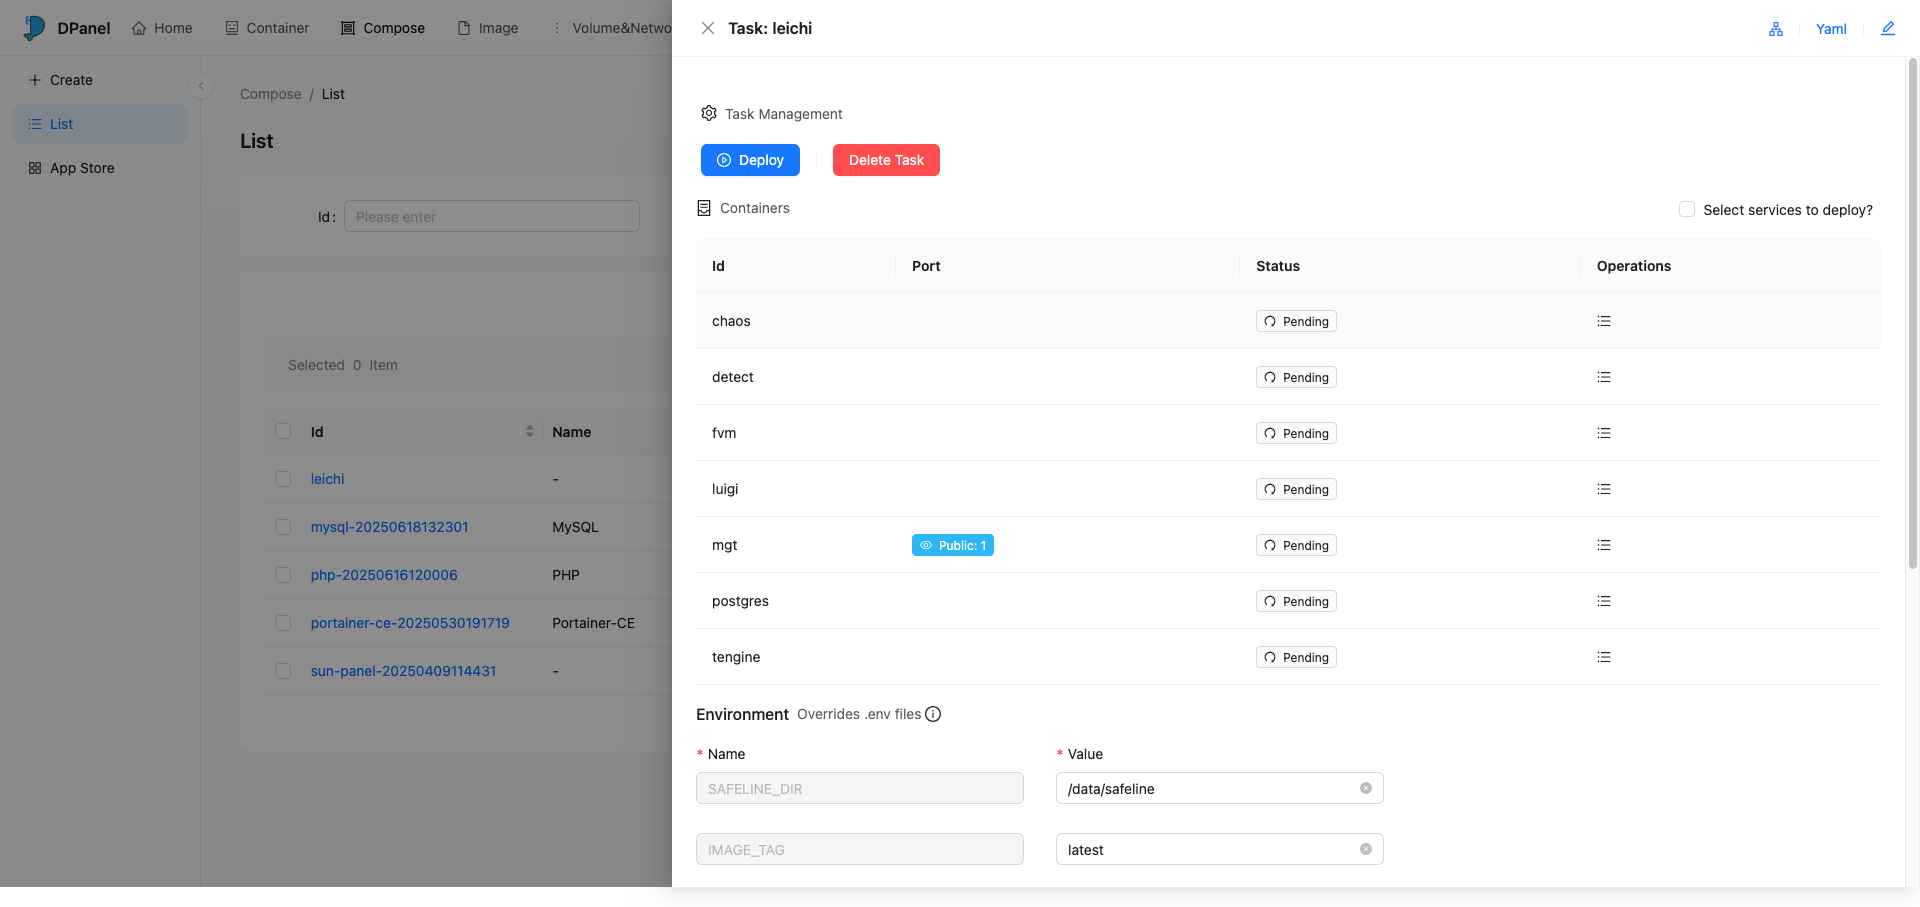 DPanel
Home
Container
Compose
Image
Volume&Netwo
Create
List
App Store
Compose / List
List
Id :
Please enter
Selected 0 Item
Id Name
leichi -
mysql-20250618132301 MySQL
php-20250616120006 PHP
portainer-ce-20250530191719 Portainer-CE
sun-panel-20250409114431 -
Task: leichi
Yaml
Task Management
Deploy
Delete Task
Containers
Select services to deploy?
Id Port Status Operations
chaos Pending
detect Pending
fvm Pending
luigi Pending
mgt Public: 1 Pending
postgres Pending
tengine Pending
Environment Overrides .env files
* Name * Value
SAFELINE_DIR /data/safeline
IMAGE_TAG latest